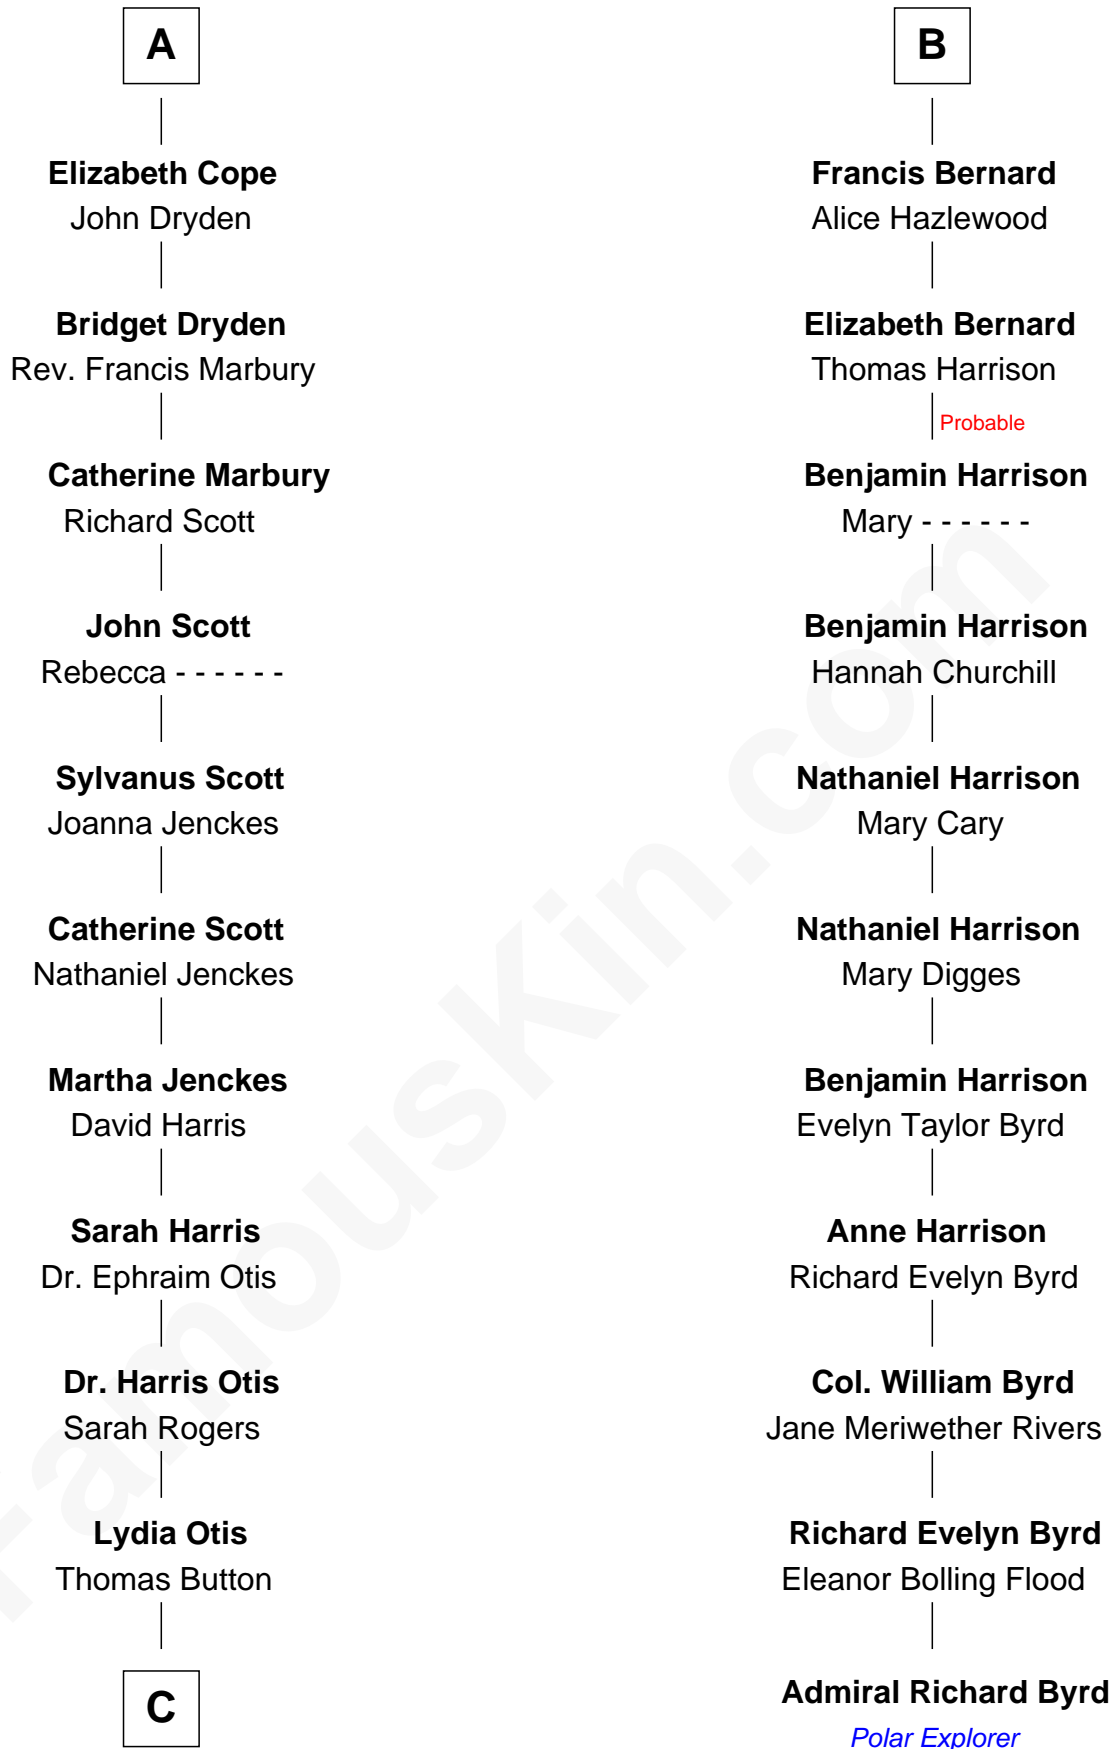 A
Elizabeth Cope
John Dryden
Bridget Dryden
Rev. Francis Marbury
Catherine Marbury
Richard Scott
John Scott
Rebecca - - - - - -
Sylvanus Scott
Joanna Jenckes
Catherine Scott
Nathaniel Jenckes
Martha Jenckes
David Harris
Sarah Harris
Dr. Ephraim Otis
Dr. Harris Otis
Sarah Rogers
Lydia Otis
Thomas Button
C
B
Francis Bernard
Alice Hazlewood
Elizabeth Bernard
Thomas Harrison
Probable
Benjamin Harrison
Mary - - - - - -
Benjamin Harrison
Hannah Churchill
Nathaniel Harrison
Mary Cary
Nathaniel Harrison
Mary Digges
Benjamin Harrison
Evelyn Taylor Byrd
Anne Harrison
Richard Evelyn Byrd
Col. William Byrd
Jane Meriwether Rivers
Richard Evelyn Byrd
Eleanor Bolling Flood
Admiral Richard Byrd
Polar Explorer
FamousKin.com